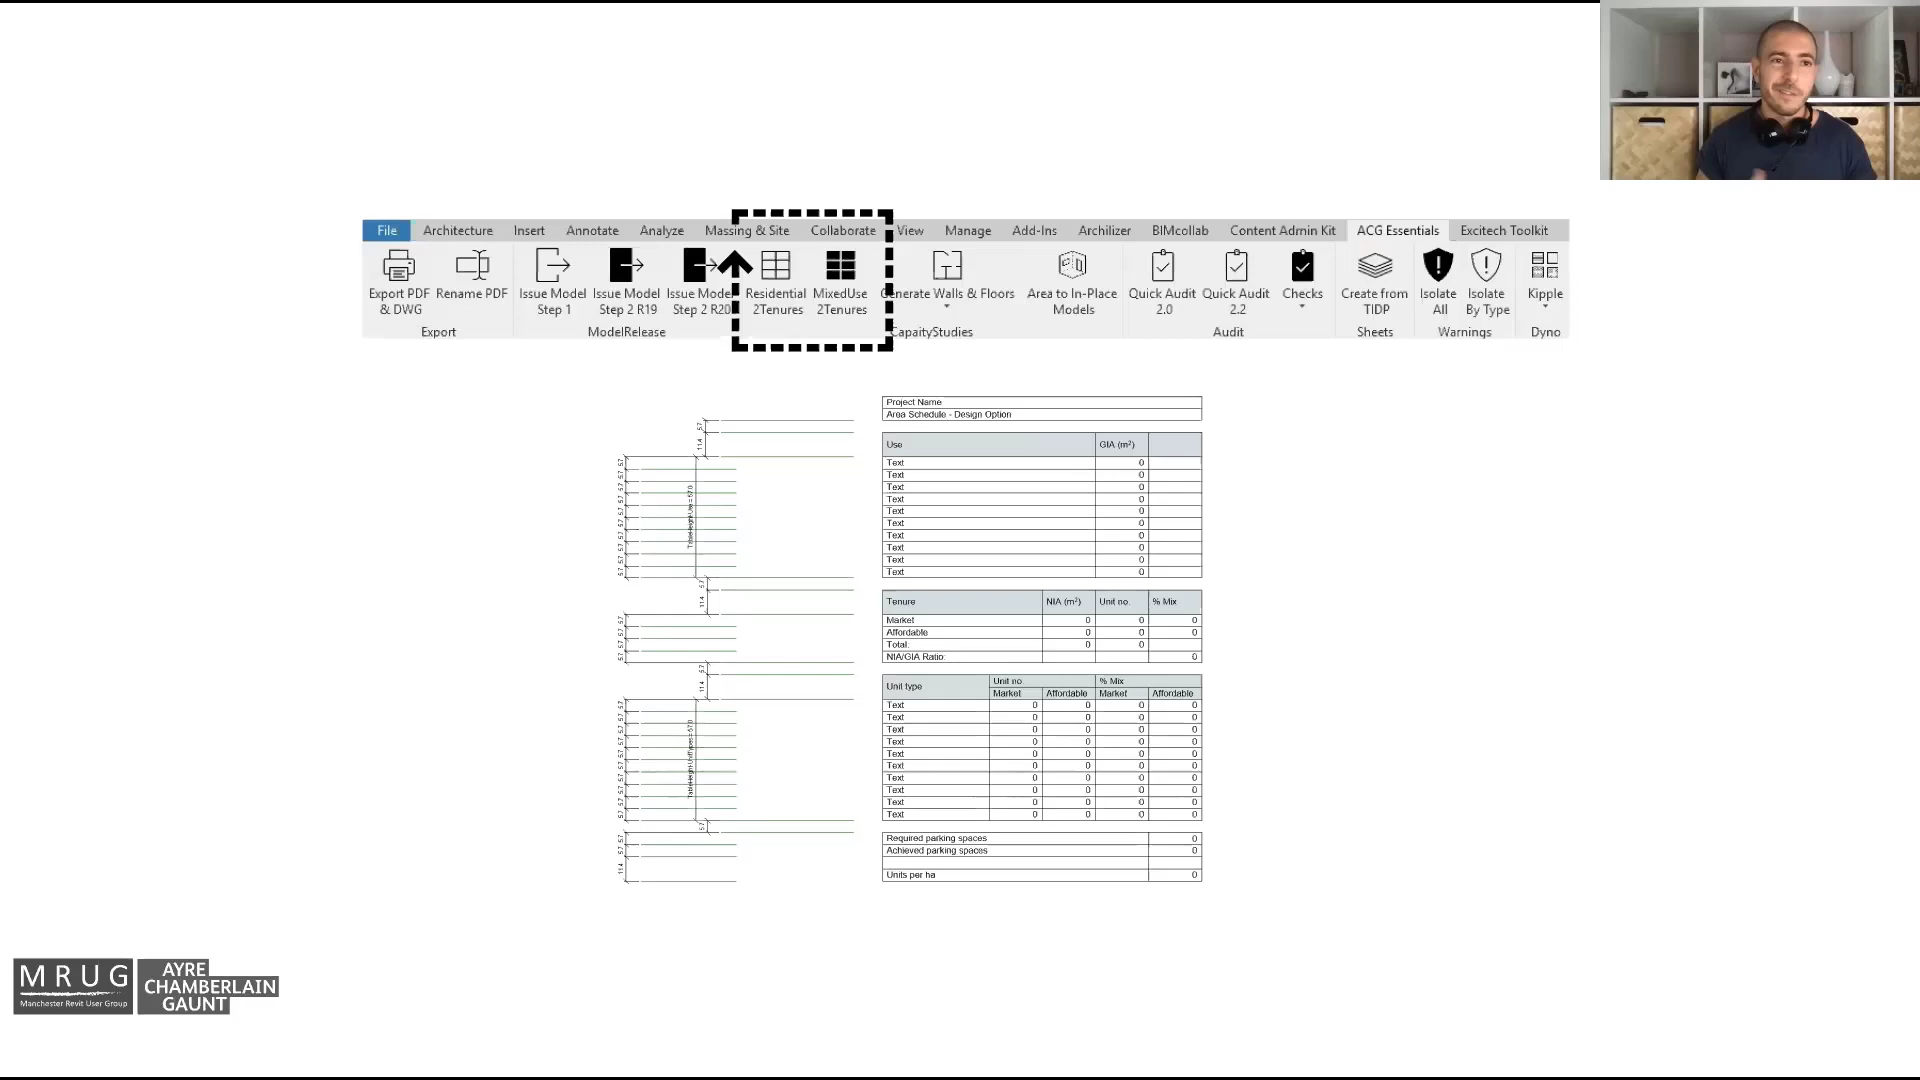 File Architecture Insert Annotate Analyze Massing & Site Collaborate View Manage Add-Ins Archilizer BIMcollab Content Admin Kit ACG Essentials Excitech Toolkit
Export PDF & DWG
Rename PDF
Issue Model Step 1
Issue Model Step 2 R19
Issue Model Step 2 R20
Residential 2Tenures
MixedUse 2Tenures
Generate Walls & Floors
Area to In-Place Models
Quick Audit 2.0
Quick Audit 2.2
Checks
Create from TIDP
Isolate All
Isolate By Type
Kipple
Export ModelRelease CapaityStudies Audit Sheets Warnings Dyno
Project Name
Area Schedule - Design Option
Use GIA (m²)
Text 0
Text 0
Text 0
Text 0
Text 0
Text 0
Text 0
Text 0
Text 0
Text 0
Tenure NIA (m²) Unit no. % Mix
Market 0 0 0
Affordable 0 0 0
Total: 0 0
NIA/GIA Ratio: 0
Unit type Unit no. % Mix
Market Affordable Market Affordable
Text 0 0 0 0
Text 0 0 0 0
Text 0 0 0 0
Text 0 0 0 0
Text 0 0 0 0
Text 0 0 0 0
Text 0 0 0 0
Text 0 0 0 0
Text 0 0 0 0
Text 0 0 0 0
Required parking spaces 0
Achieved parking spaces 0
Units per ha 0
MRUG
Manchester Revit User Group
AYRE
CHAMBERLAIN
GAUNT